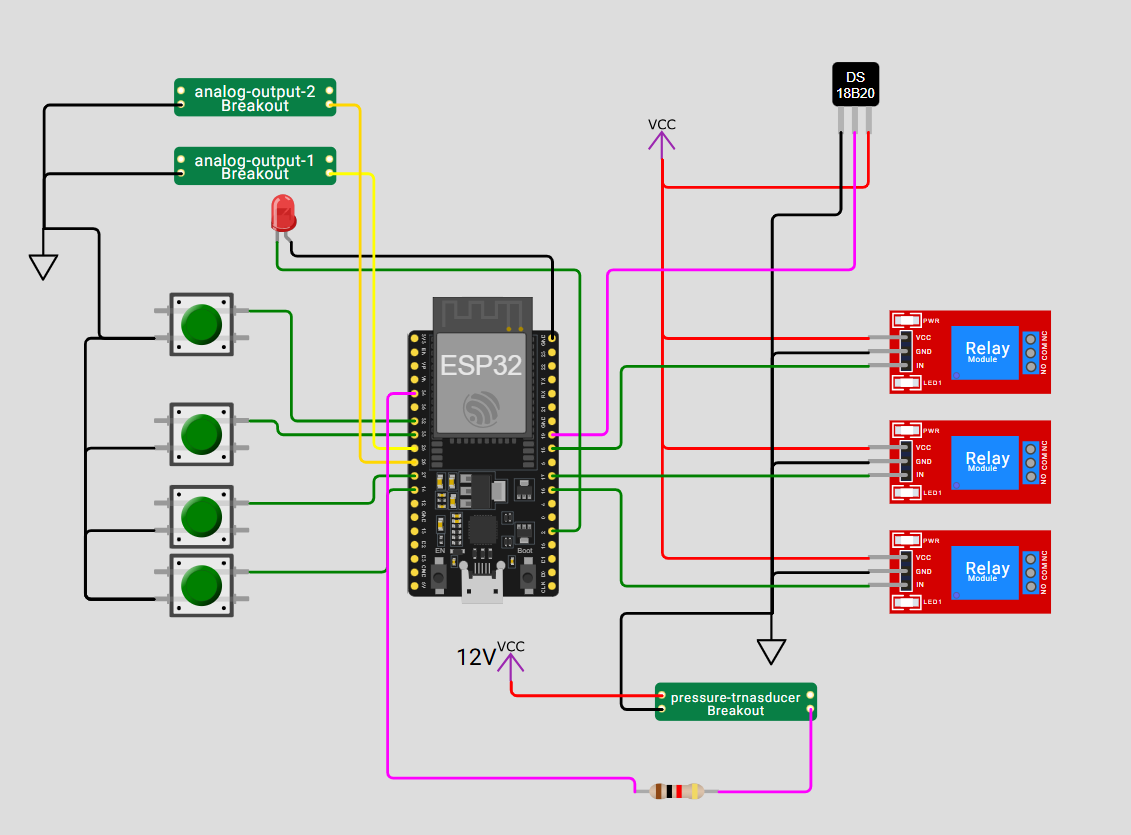 analog-output-2
Breakout
analog-output-1
Breakout
DS
18B20
VCC
ESP32
EN
Boot
PWR
VCC
GND
IN
LED1
Relay
Module
NO COM NC
PWR
VCC
GND
IN
LED1
Relay
Module
NO COM NC
PWR
VCC
GND
IN
LED1
Relay
Module
NO COM NC
12V
VCC
pressure-trnasducer
Breakout